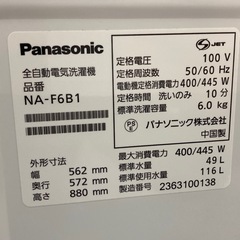 Panasonic
全自動電気洗濯機
品番
NA-F6B1
外形寸法
幅 562 mm
奥行 572 mm
高さ 880 mm
JET
定格電圧 100 V
定格周波数 50/60 Hz
電動機定格消費電力 400/445 W
定格時間 洗いのみ 10 分
標準洗濯容量 6.0 kg
PS E
パナソニック株式会社
中国製
最大消費電力 400/445 W
標準水量 49 L
標準使用水量 116 L
製造番号 2363100138